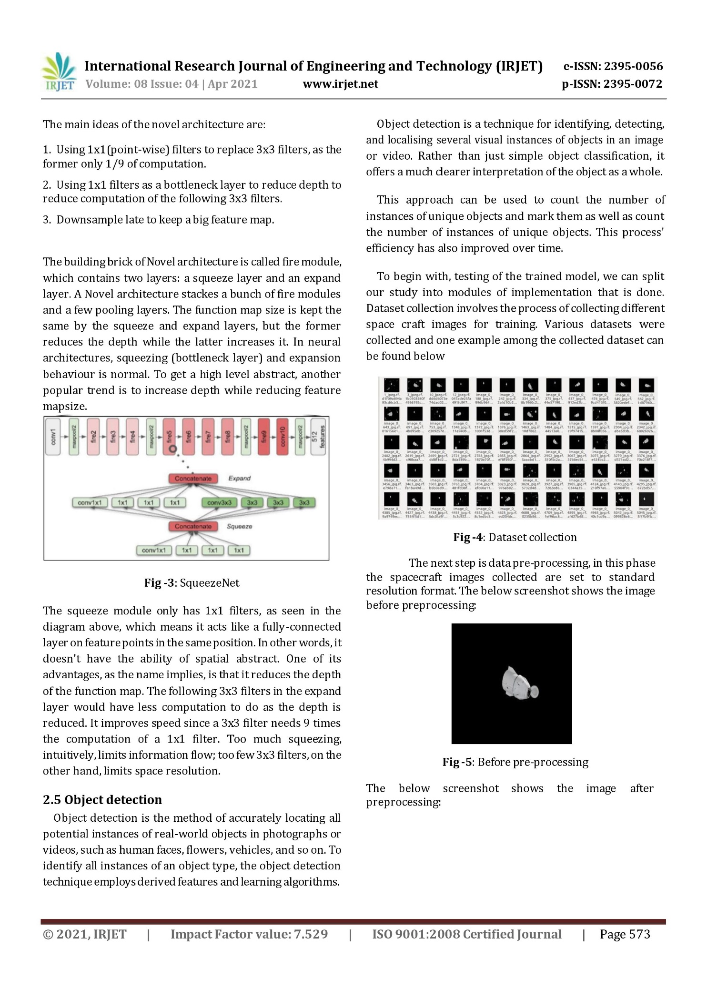 International Research Journal of Engineering and Technology (IRJET) e-ISSN: 2395-0056
IRJET Volume: 08 Issue: 04 | Apr 2021 www.irjet.net p-ISSN: 2395-0072
The main ideas of the novel architecture are:
1. Using 1x1(point-wise) filters to replace 3x3 filters, as the
former only 1/9 of computation.
2. Using 1x1 filters as a bottleneck layer to reduce depth to
reduce computation of the following 3x3 filters.
3. Downsample late to keep a big feature map.
The building brick of Novel architecture is called fire module,
which contains two layers: a squeeze layer and an expand
layer. A Novel architecture stackes a bunch of fire modules
and a few pooling layers. The function map size is kept the
same by the squeeze and expand layers, but the former
reduces the depth while the latter increases it. In neural
architectures, squeezing (bottleneck layer) and expansion
behaviour is normal. To get a high level abstract, another
popular trend is to increase depth while reducing feature
mapsize.
conv1 maxpool2 fire2 fire3 fire4 maxpool2 fire5 fire6 fire7 fire8 maxpool2 fire9 conv10 maxpool2 512 features
Concatenate Expand
conv1x1 1x1 1x1 1x1 conv3x3 3x3 3x3 3x3
Concatenate Squeeze
conv1x1 1x1 1x1 1x1
Fig -3: SqueezeNet
The squeeze module only has 1x1 filters, as seen in the
diagram above, which means it acts like a fully-connected
layer on feature points in the same position. In other words, it
doesn't have the ability of spatial abstract. One of its
advantages, as the name implies, is that it reduces the depth
of the function map. The following 3x3 filters in the expand
layer would have less computation to do as the depth is
reduced. It improves speed since a 3x3 filter needs 9 times
the computation of a 1x1 filter. Too much squeezing,
intuitively, limits information flow; too few 3x3 filters, on the
other hand, limits space resolution.
2.5 Object detection
Object detection is the method of accurately locating all
potential instances of real-world objects in photographs or
videos, such as human faces, flowers, vehicles, and so on. To
identify all instances of an object type, the object detection
technique employs derived features and learning algorithms.
Object detection is a technique for identifying, detecting,
and localising several visual instances of objects in an image
or video. Rather than just simple object classification, it
offers a much clearer interpretation of the object as a whole.
This approach can be used to count the number of
instances of unique objects and mark them as well as count
the number of instances of unique objects. This process'
efficiency has also improved over time.
To begin with, testing of the trained model, we can split
our study into modules of implementation that is done.
Dataset collection involves the process of collecting different
space craft images for training. Various datasets were
collected and one example among the collected dataset can
be found below
Fig -4: Dataset collection
The next step is data pre-processing, in this phase
the spacecraft images collected are set to standard
resolution format. The below screenshot shows the image
before preprocessing:
Fig -5: Before pre-processing
The below screenshot shows the image after
preprocessing:
© 2021, IRJET | Impact Factor value: 7.529 | ISO 9001:2008 Certified Journal | Page 573